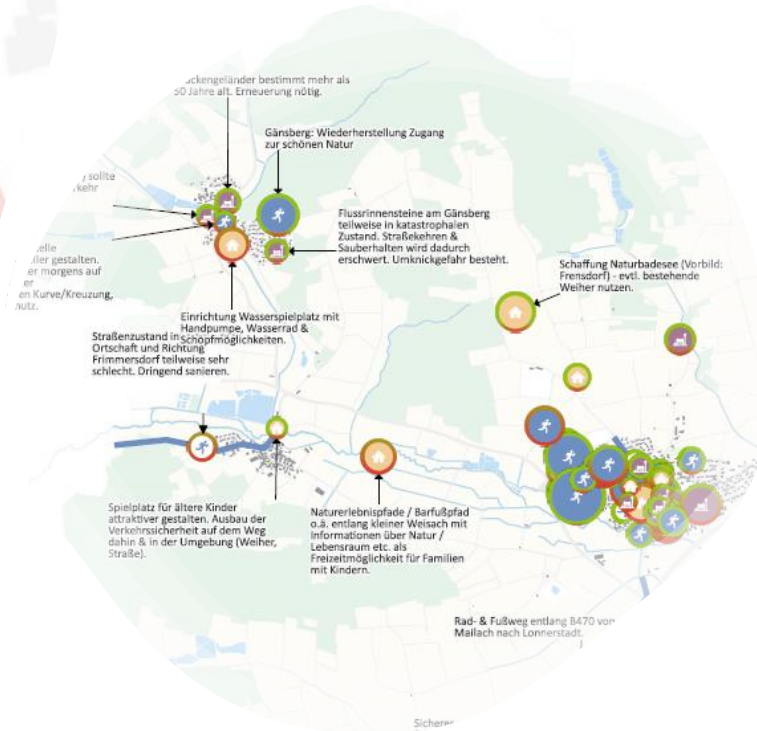 ückengeländer bestimmt mehr als
50 Jahre alt. Erneuerung nötig.
Gänsberg: Wiederherstellung Zugang
zur schönen Natur
sollte
Flussrinnensteine am Gänsberg
teilweise in katastrophalen
Zustand. Straßekehren &
Sauberhalten wird dadurch
erschwert. Umknickgefahr besteht.
gestalten.
morgens auf
en Kurve/Kreuzung,
Schaffung Naturbadesee (Vorbild:
Frensdorf) - evtl. bestehende
Weiher nutzen.
Einrichtung Wasserspielplatz mit
Handpumpe, Wasserrad &
Schöpfmöglichkeiten.
Straßenzustand in
Ortschaft und Richtung
Frimmersdorf teilweise sehr
schlecht. Dringend sanieren.
Spielplatz für ältere Kinder
attraktiver gestalten. Ausbau der
Verkehrssicherheit auf dem Weg
dahin & in der Umgebung (Weiher,
Straße).
Naturerlebnispfade / Barfußpfad
o.ä. entlang kleiner Weisach mit
Informationen über Natur /
Lebensraum etc. als
Freizeitmöglichkeit für Familien
mit Kindern.
Rad- & Fußweg entlang B470 von
Mailach nach Lonnerstadt.